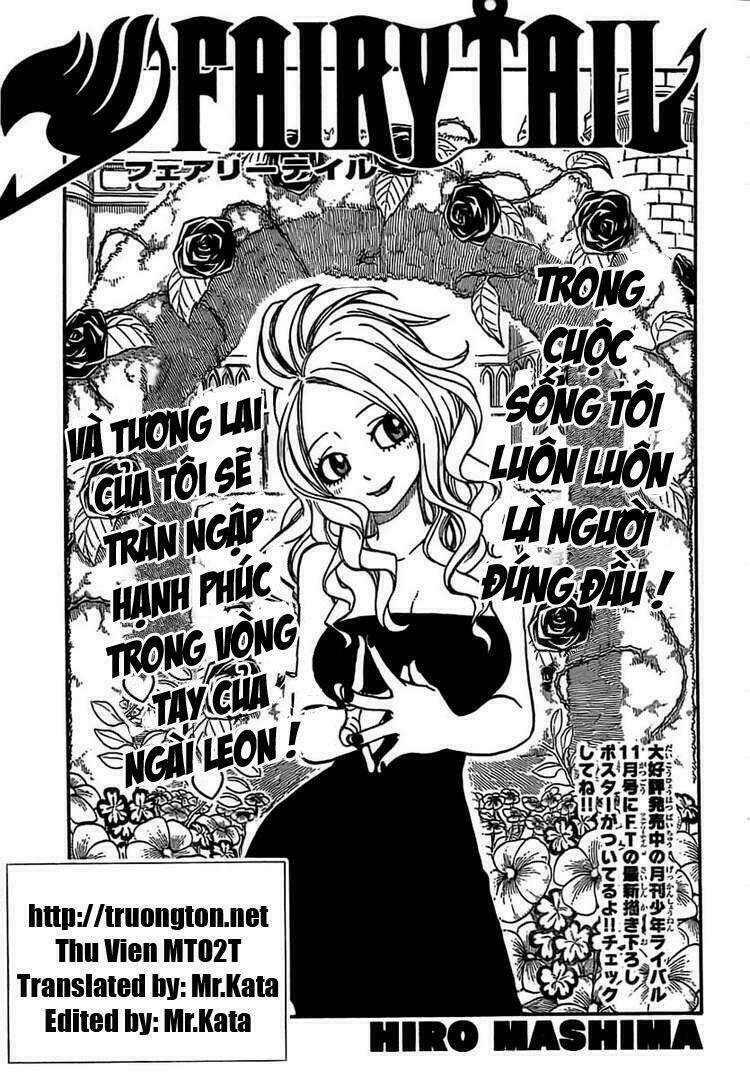 FAIRY TAIL
フェアリーテイル
TRONG
CUỘC
SỐNG TÔI
LUÔN LUÔN
LÀ NGƯỜI
ĐỨNG ĐẦU !
VÀ TƯƠNG LAI
CỦA TÔI SẼ
TRÀN NGẬP
HẠNH PHÚC
TRONG VÒNG
TAY CỦA
NGÀI LEON !
大好評発売中の月刊少年ライバル
11月号にF.Tの最新描き下ろし
ポスターがついてるよ!!チェック
してね!!
http://truongton.net
Thu Vien MTO2T
Translated by: Mr.Kata
Edited by: Mr.Kata
HIRO MASHIMA